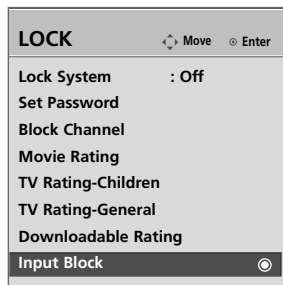 LOCK Move Enter
Lock System : Off
Set Password
Block Channel
Movie Rating
TV Rating-Children
TV Rating-General
Downloadable Rating
Input Block